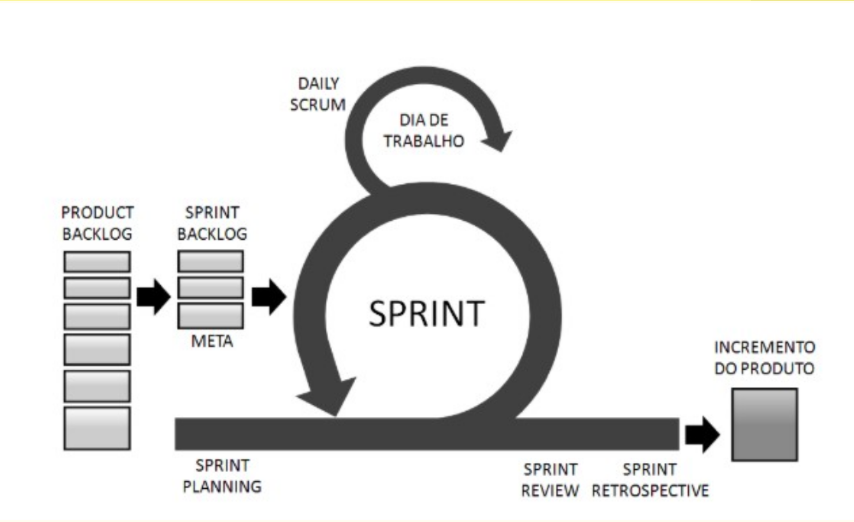 DAILY
SCRUM
DIA DE
TRABALHO
PRODUCT
BACKLOG
SPRINT
BACKLOG
META
SPRINT
INCREMENTO
DO PRODUTO
SPRINT
PLANNING
SPRINT
REVIEW
SPRINT
RETROSPECTIVE